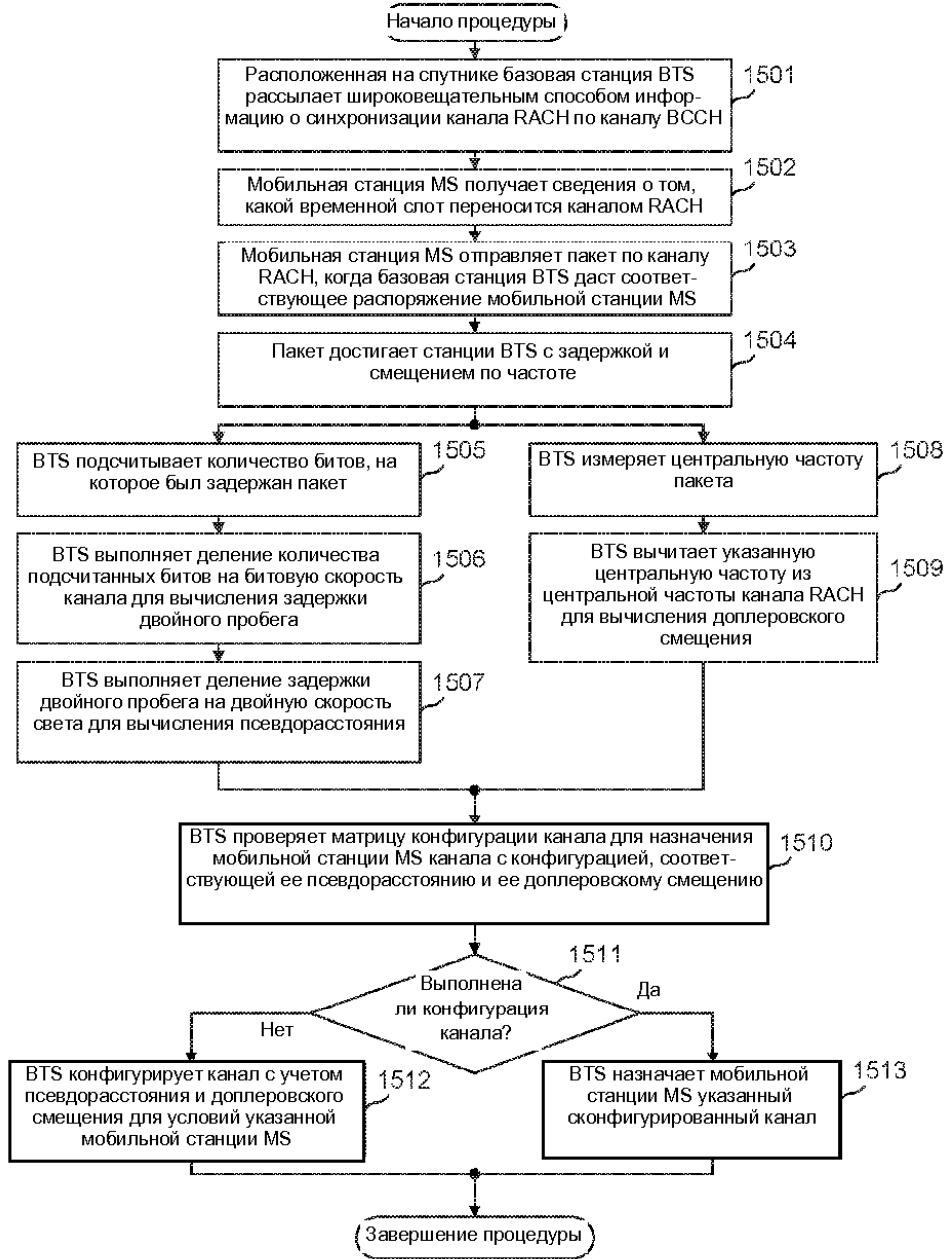 Начало процедуры
Расположенная на спутнике базовая станция BTS
рассылает широковещательным способом инфор-
мацию о синхронизации канала RACH по каналу BCCH
1501
Мобильная станция MS получает сведения о том,
какой временной слот переносится каналом RACH
1502
Мобильная станция MS отправляет пакет по каналу
RACH, когда базовая станция BTS даст соответ-
ствующее распоряжение мобильной станции MS
1503
Пакет достигает станции BTS с задержкой и
смещением по частоте
1504
BTS подсчитывает количество битов, на
которое был задержан пакет
1505
BTS выполняет деление количества
подсчитанных битов на битовую скорость
канала для вычисления задержки
двойного пробега
1506
BTS выполняет деление задержки
двойного пробега на двойную скорость
света для вычисления псевдорасстояния
1507
BTS измеряет центральную частоту
пакета
1508
BTS вычитает указанную
центральную частоту из
центральной частоты канала RACH
для вычисления доплеровского
смещения
1509
BTS проверяет матрицу конфигурации канала для назначения
мобильной станции MS канала с конфигурацией, соответ-
ствующей ее псевдорасстоянию и ее доплеровскому смещению
1510
Выполнена
ли конфигурация
канала?
1511
Нет
Да
BTS конфигурирует канал с учетом
псевдорасстояния и доплеровского
смещения для условий указанной
мобильной станции MS
1512
BTS назначает мобильной
станции MS указанный
сконфигурированный канал
1513
Завершение процедуры